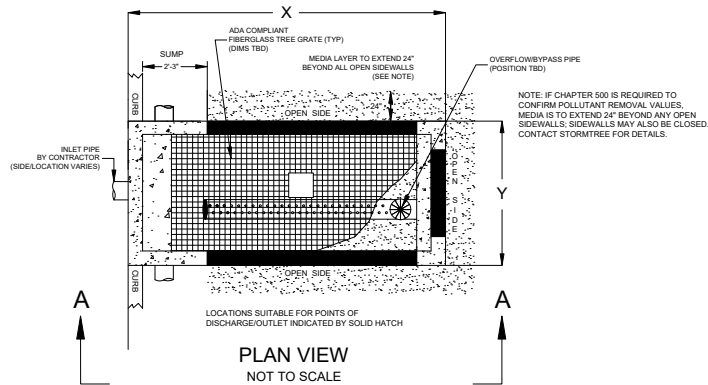 X
ADA COMPLIANT
FIBERGLASS TREE GRATE (TYP)
(DIMS TBD)
SUMP
2'-3"
MEDIA LAYER TO EXTEND 24"
BEYOND ALL OPEN SIDEWALLS
(SEE NOTE)
OVERFLOW/BYPASS PIPE
(POSITION TBD)
NOTE: IF CHAPTER 500 IS REQUIRED TO
CONFIRM POLLUTANT REMOVAL VALUES,
MEDIA IS TO EXTEND 24" BEYOND ANY OPEN
SIDEWALLS; SIDEWALLS MAY ALSO BE CLOSED.
CONTACT STORMTREE FOR DETAILS.
CURB
24"
OPEN SIDE
INLET PIPE
BY CONTRACTOR
(SIDE/LOCATION VARIES)
OPEN SIDE
Y
OPEN SIDE
CURB
A
A
LOCATIONS SUITABLE FOR POINTS OF
DISCHARGE/OUTLET INDICATED BY SOLID HATCH
PLAN VIEW
NOT TO SCALE